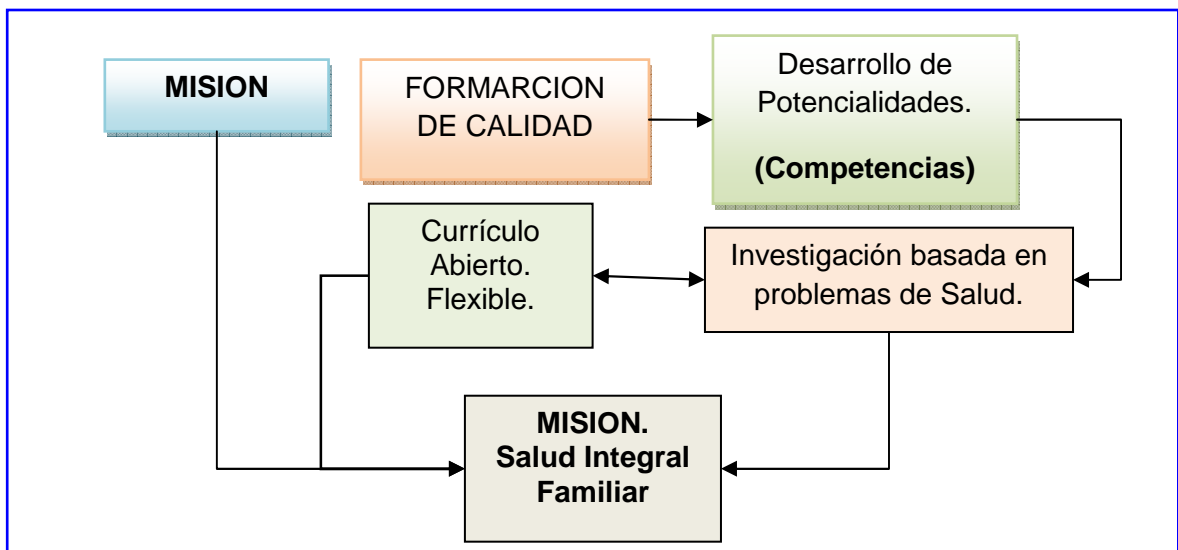 MISION
FORMARCION
DE CALIDAD
Desarrollo de
Potencialidades.
(Competencias)
Currículo
Abierto.
Flexible.
Investigación basada en
problemas de Salud.
MISION.
Salud Integral
Familiar